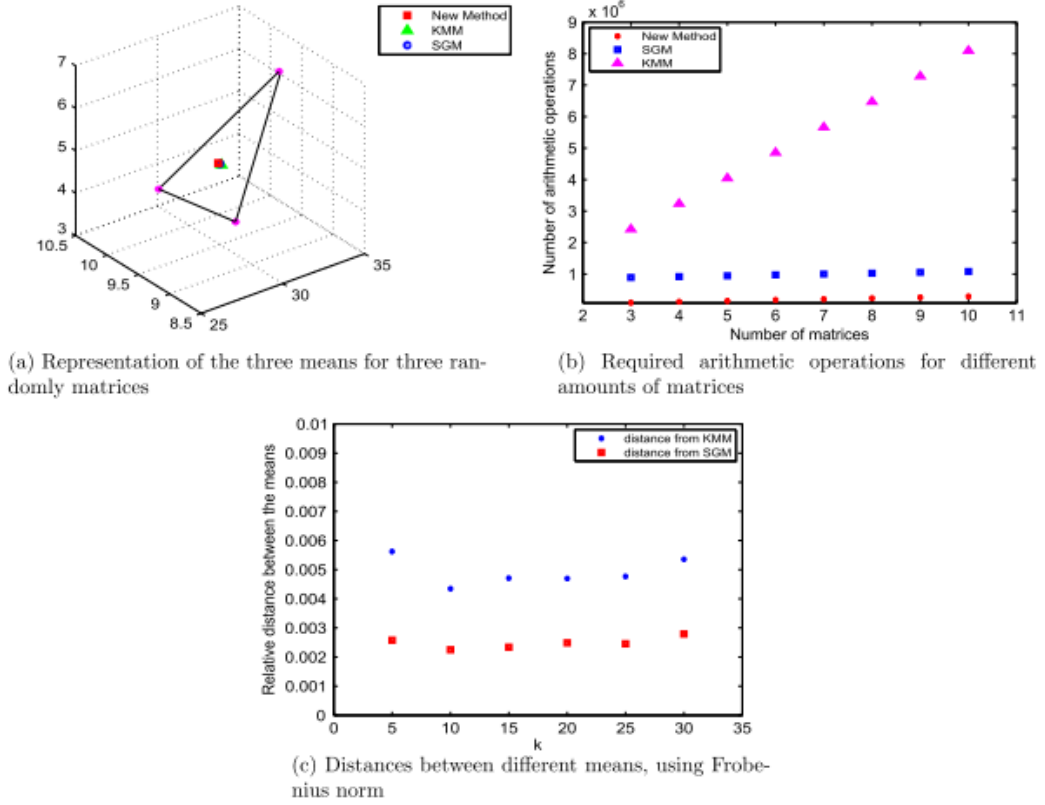 New Method
KMM
SGM
7
6
5
4
3
10.5
10
9.5
9
8.5
25
30
35
(a) Representation of the three means for three ran-
domly matrices
x 10^6
New Method
SGM
KMM
Number of arithmetic operations
9
8
7
6
5
4
3
2
1
2 3 4 5 6 7 8 9 10 11
Number of matrices
(b) Required arithmetic operations for different
amounts of matrices
distance from KMM
distance from SGM
Relative distance between the means
0.01
0.009
0.008
0.007
0.006
0.005
0.004
0.003
0.002
0.001
0
0 5 10 15 20 25 30 35
k
(c) Distances between different means, using Frobe-
nius norm